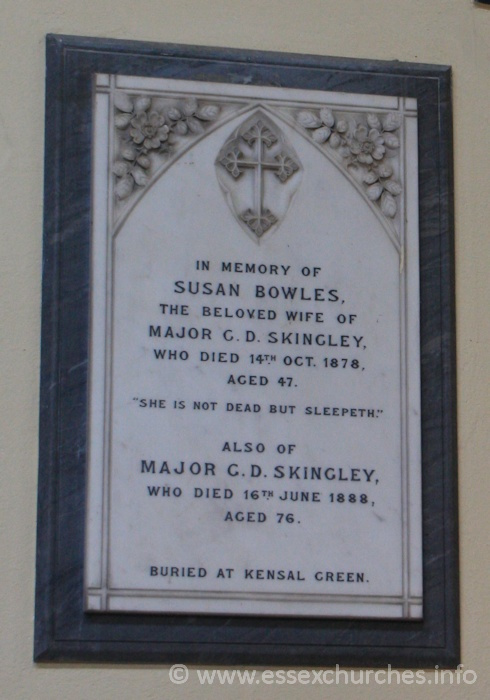 IN MEMORY OF
SUSAN BOWLES,
THE BELOVED WIFE OF
MAJOR G. D. SKINGLEY,
WHO DIED 14TH OCT. 1878,
AGED 47.
"SHE IS NOT DEAD BUT SLEEPETH."
ALSO OF
MAJOR G. D. SKINGLEY,
WHO DIED 16TH JUNE 1888,
AGED 76.
BURIED AT KENSAL GREEN.
© www.essexchurches.info